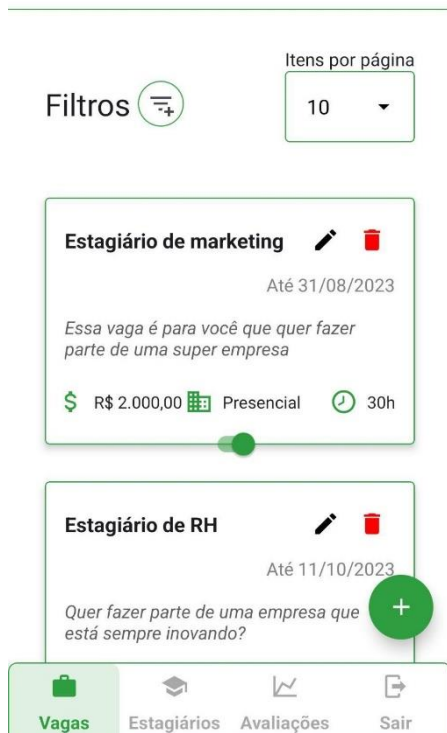 Itens por página
Filtros
10
Estagiário de marketing
Até 31/08/2023
Essa vaga é para você que quer fazer
parte de uma super empresa
R$ 2.000,00 Presencial 30h
Estagiário de RH
Até 11/10/2023
Quer fazer parte de uma empresa que
está sempre inovando?
Vagas Estagiários Avaliações Sair